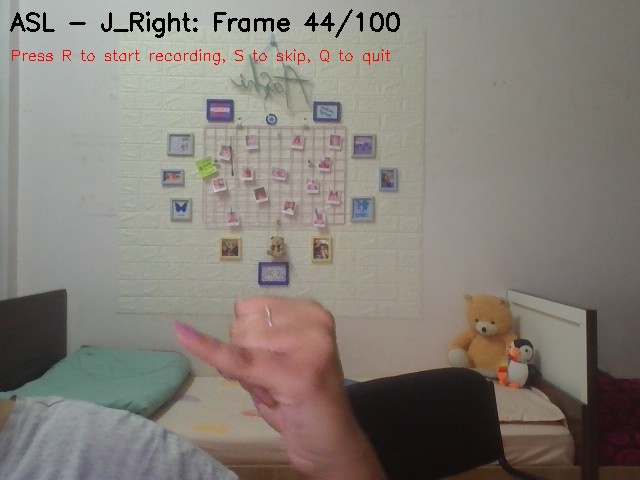 ASL - J_Right: Frame 44/100
Press R to start recording, S to skip, Q to quit